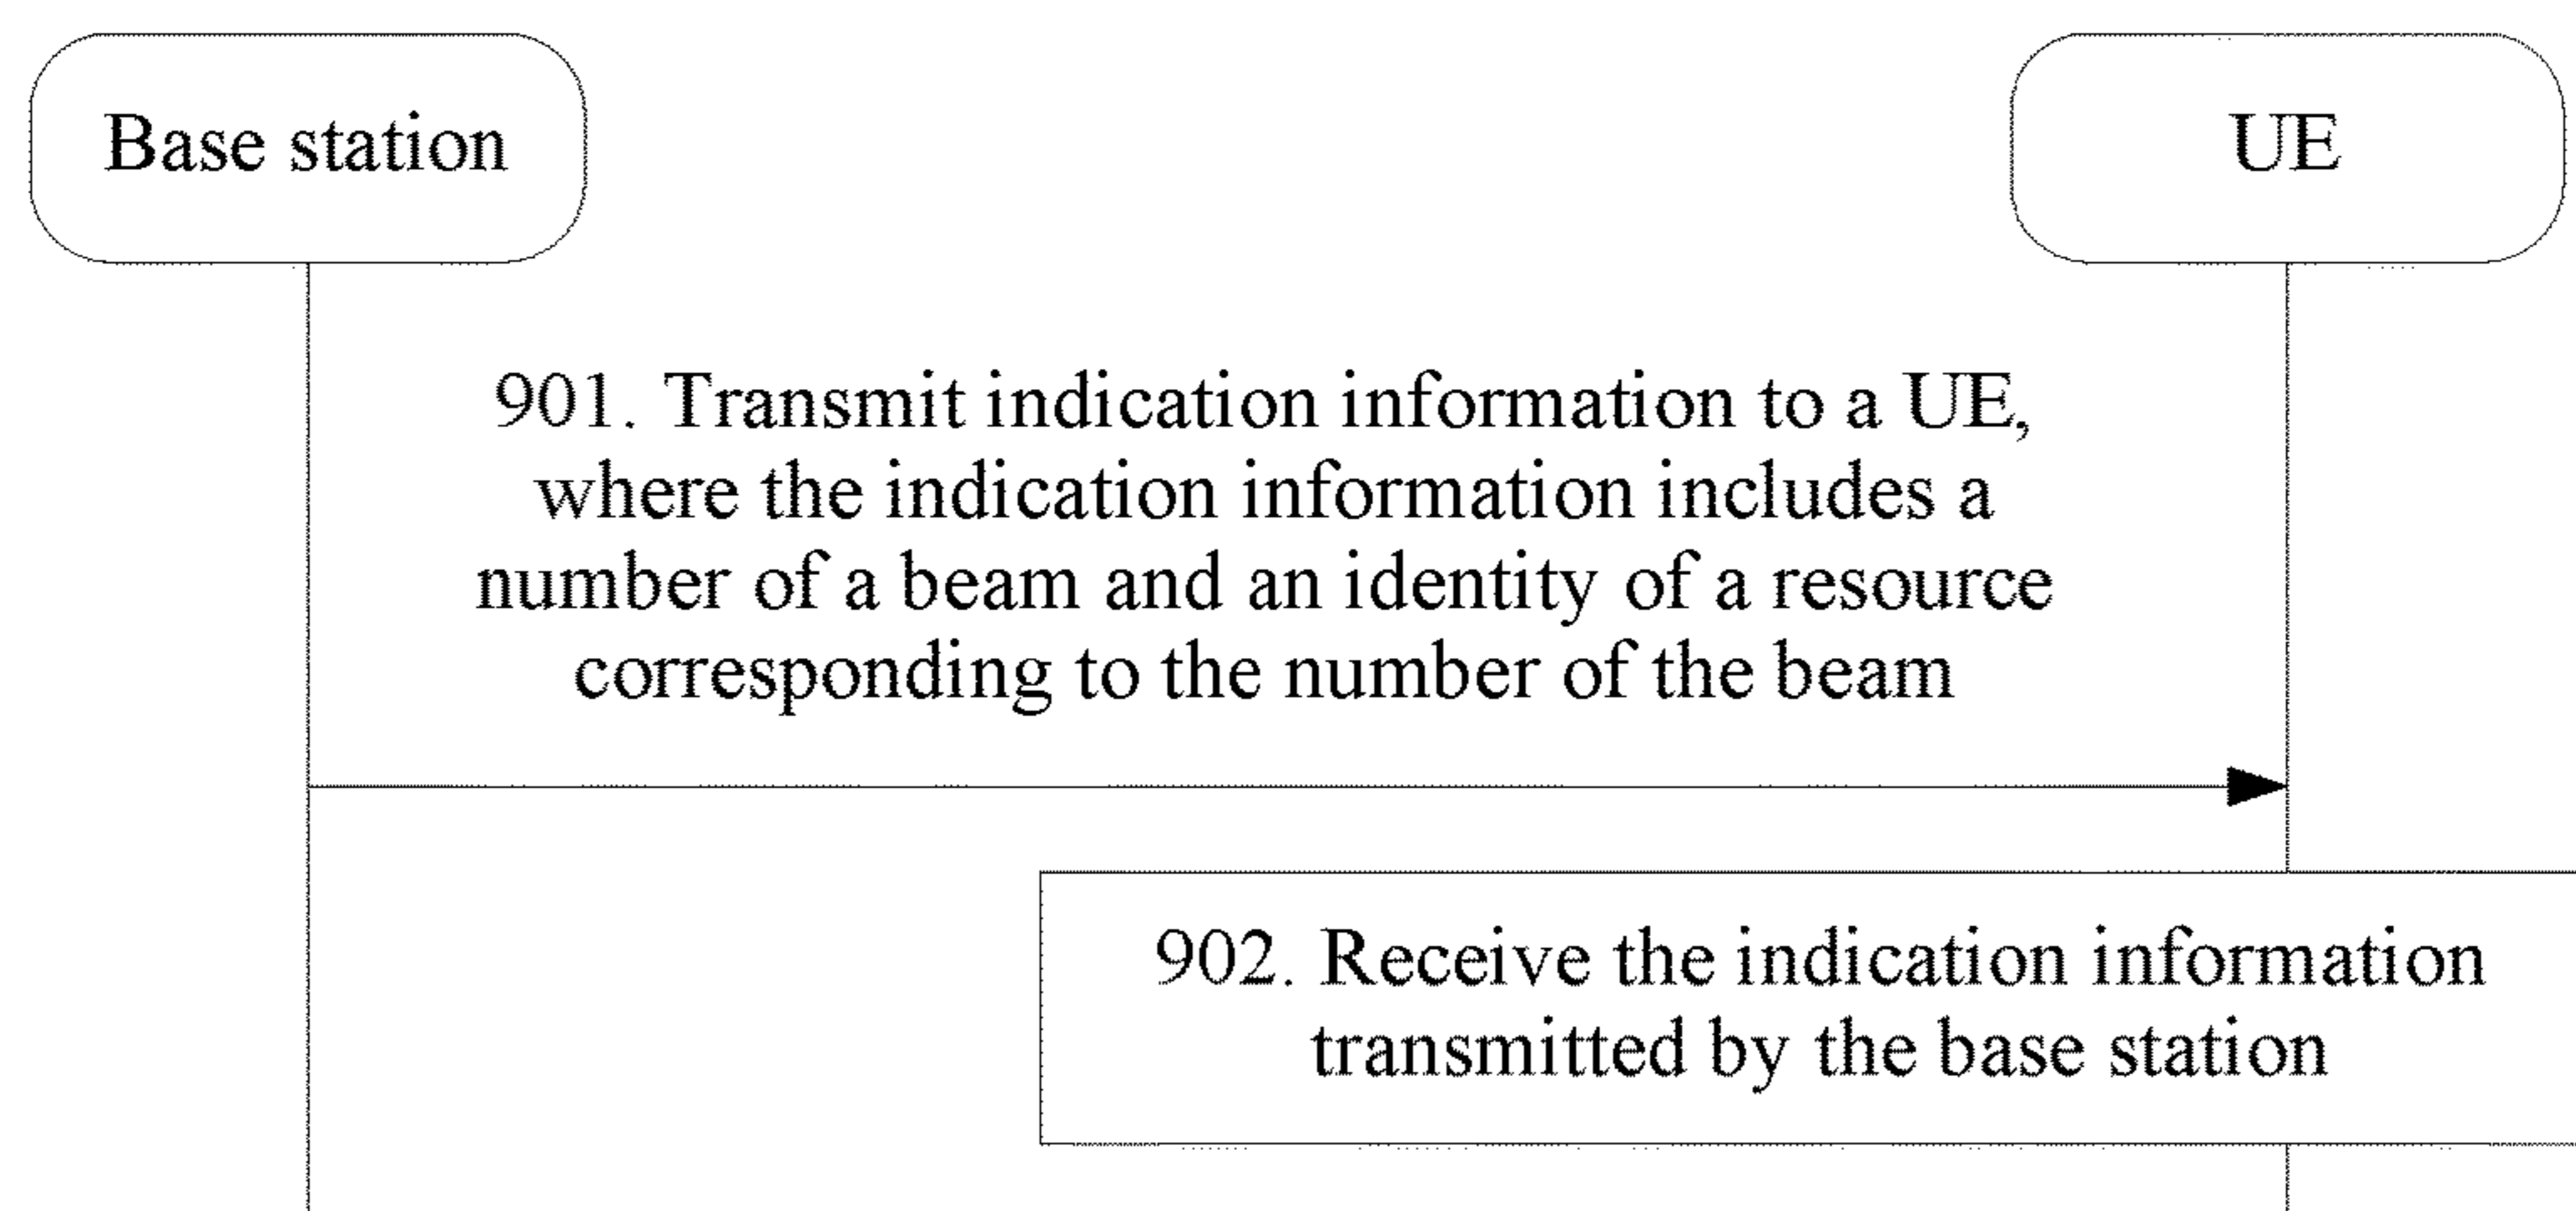 Base station
UE
901. Transmit indication information to a UE,
where the indication information includes a
number of a beam and an identity of a resource
corresponding to the number of the beam
902. Receive the indication information
transmitted by the base station